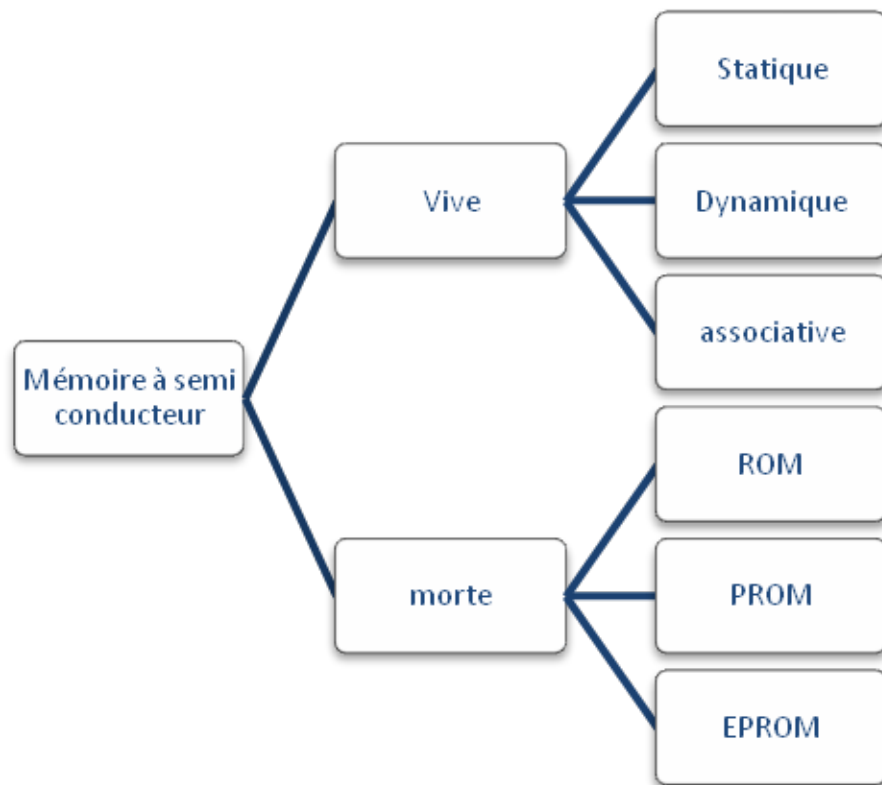 Mémoire à semi
conducteur
Vive
Statique
Dynamique
associative
morte
ROM
PROM
EPROM